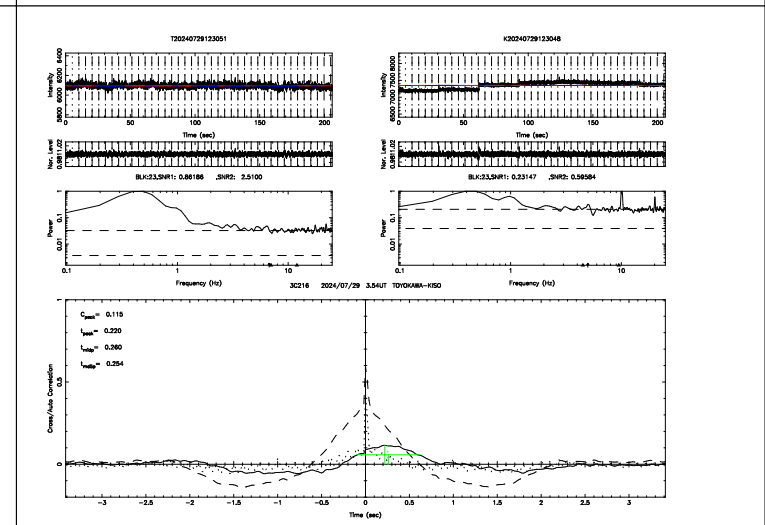 T20240729123051
K20240729123048
Intensity
5800 6000 6200 6400
0 50 100 150 200
Time (sec)
Intensity
6500 7000 7500 8000
0 50 100 150 200
Time (sec)
Nor. Level
0.98 1 1.02
Nor. Level
0.98 1 1.02
BLK:23,SNR1: 0.86186 ,SNR2: 2.5100
BLK:23,SNR1: 0.23147 ,SNR2: 0.59584
Power
1
0.1
0.01
0.1 1 10
Frequency (Hz)
Power
1
0.1
0.01
0.1 1 10
Frequency (Hz)
3C216 2024/07/29 3.54UT TOYOKAWA-KISO
Cpeak= 0.115
tpeak= 0.220
tmidp= 0.260
tmdlp= 0.254
Cross/Auto Correlation
1
0.5
0
-3 -2.5 -2 -1.5 -1 -0.5 0 0.5 1 1.5 2 2.5 3
Time (sec)